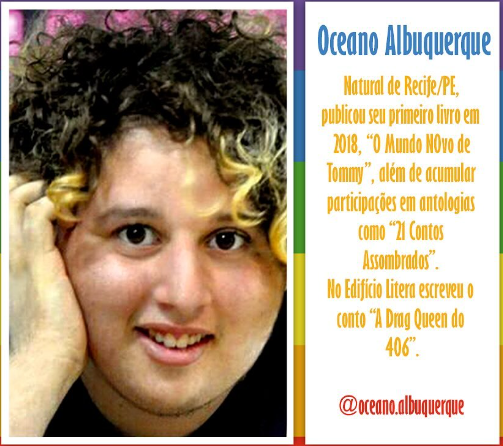 Oceano Albuquerque
Natural de Recife/PE,
publicou seu primeiro livro em
2018, “O Mundo NOvo de
Tommy”, além de acumular
participações em antologias
como “21 Contos
Assombrados”.
No Edifício Litera escreveu o
conto “A Drag Queen do
406”.
@oceano.albuquerque